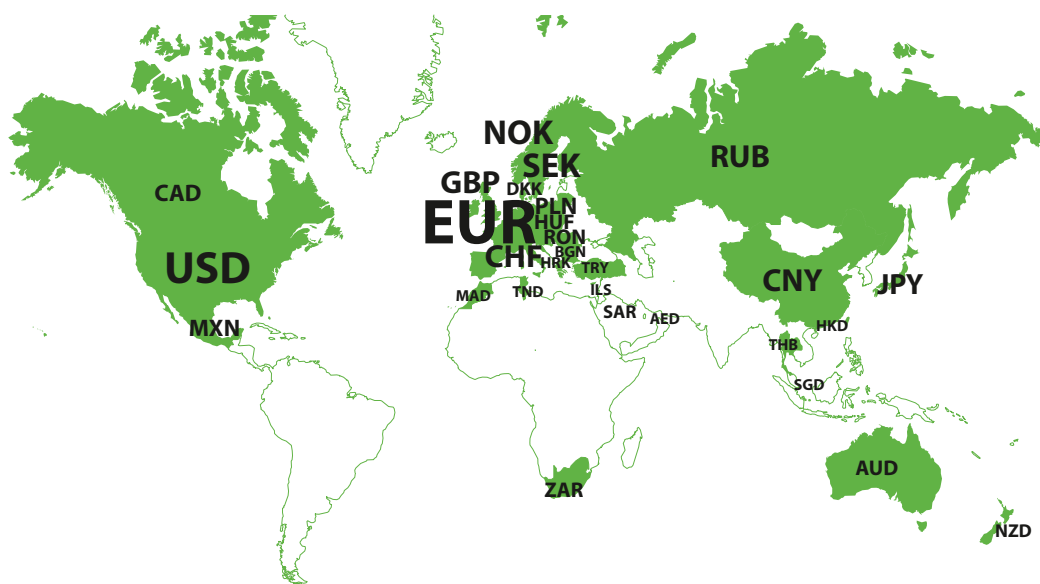 NOK
RUB
SEK
GBP
DKK
CAD
PLN
EUR
HUF
RON
BGN
CHF
HRK
TRY
USD
CNY
JPY
ILS
TND
MAD
SAR
AED
HKD
MXN
THB
SGD
AUD
ZAR
NZD